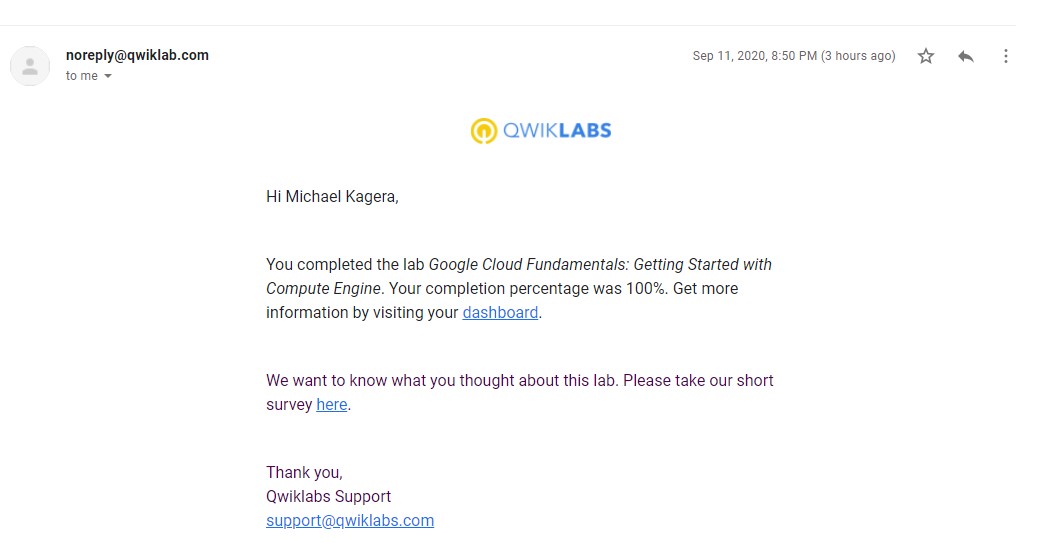 noreply@qwiklab.com
Sep 11, 2020, 8:50 PM (3 hours ago)
to me
QWIKLABS
Hi Michael Kagera,
You completed the lab Google Cloud Fundamentals: Getting Started with
Compute Engine. Your completion percentage was 100%. Get more
information by visiting your dashboard.
We want to know what you thought about this lab. Please take our short
survey here.
Thank you,
Qwiklabs Support
support@qwiklabs.com